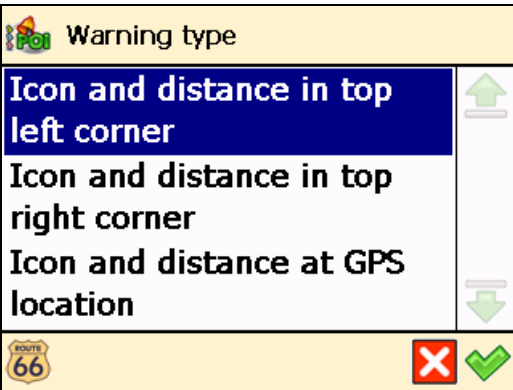 POI
Warning type
Icon and distance in top
left corner
Icon and distance in top
right corner
Icon and distance at GPS
location
ROUTE
66